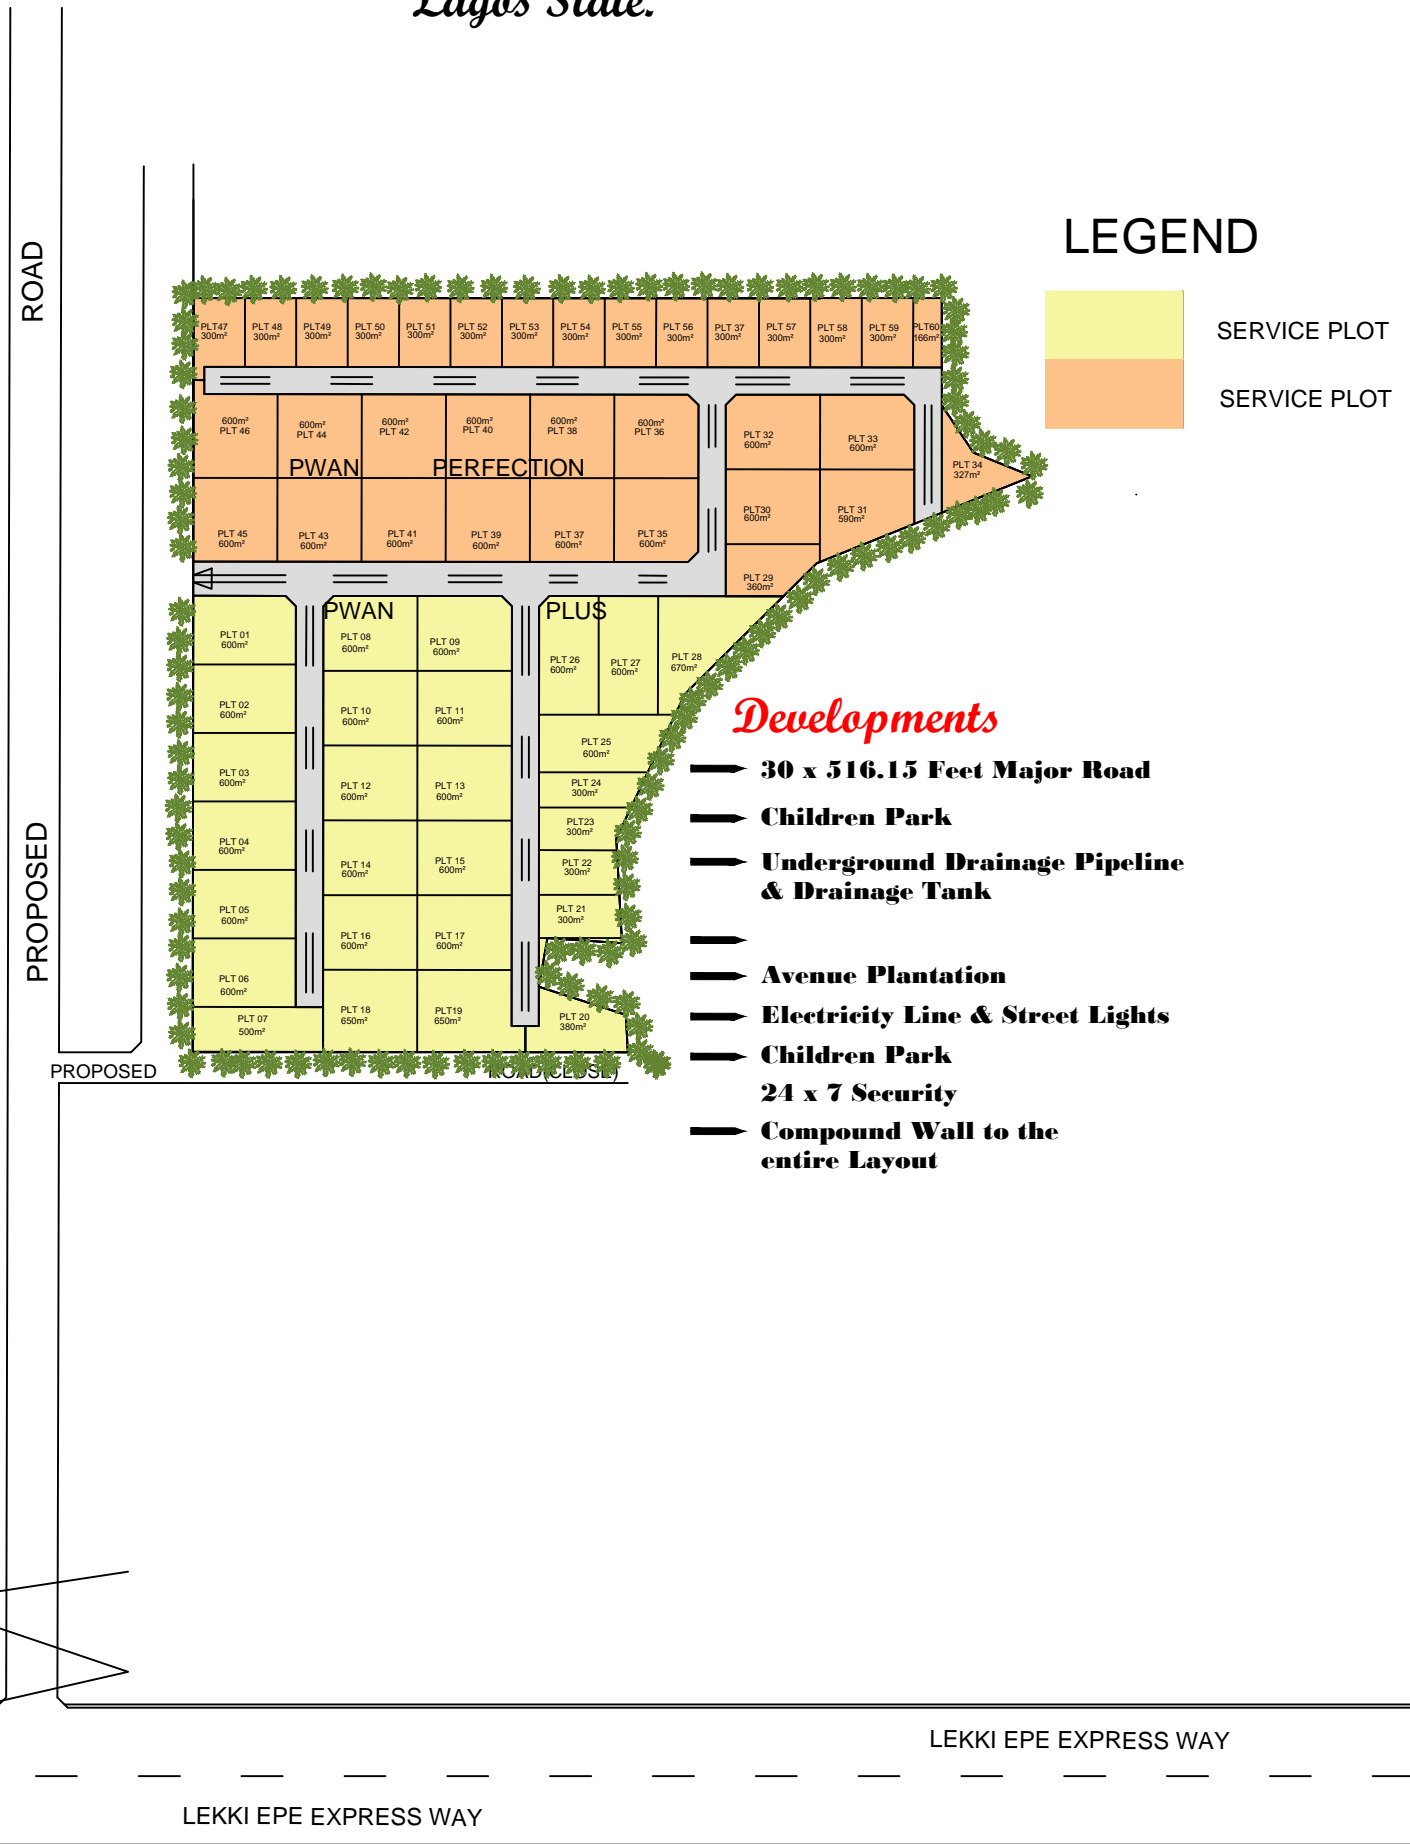 Lagos State.
ROAD
LEGEND
SERVICE PLOT
SERVICE PLOT
PLT47
300m²
PLT 48
300m²
PLT49
300m²
PLT 50
300m²
PLT 51
300m²
PLT 52
300m²
PLT 53
300m²
PLT 54
300m²
PLT 55
300m²
PLT 56
300m²
PLT 37
300m²
PLT 57
300m²
PLT 58
300m²
PLT 59
300m²
PLT60
166m²
600m²
PLT 46
600m²
PLT 44
600m²
PLT 42
600m²
PLT 40
600m²
PLT 38
600m²
PLT 36
PLT 32
600m²
PLT 33
600m²
PLT 34
327m²
PWAN PERFECTION
PLT 45
600m²
PLT 43
600m²
PLT 41
600m²
PLT 39
600m²
PLT 37
600m²
PLT 35
600m²
PLT30
600m²
PLT 31
590m²
PLT 29
360m²
PWAN PLUS
PLT 01
600m²
PLT 08
600m²
PLT 09
600m²
PLT 26
600m²
PLT 27
600m²
PLT 28
670m²
PLT 02
600m²
PLT 10
600m²
PLT 11
600m²
PLT 25
600m²
PLT 03
600m²
PLT 12
600m²
PLT 13
600m²
PLT 24
300m²
PLT23
300m²
PLT 04
600m²
PLT 14
600m²
PLT 15
600m²
PLT 22
300m²
PLT 05
600m²
PLT 16
600m²
PLT 17
600m²
PLT 21
300m²
PLT 06
600m²
PLT 07
500m²
PLT 18
650m²
PLT19
650m²
PLT 20
380m²
PROPOSED
PROPOSED
ROAD(CLOSE)
Developments
30 x 516.15 Feet Major Road
Children Park
Underground Drainage Pipeline
& Drainage Tank
Avenue Plantation
Electricity Line & Street Lights
Children Park
24 x 7 Security
Compound Wall to the
entire Layout
LEKKI EPE EXPRESS WAY
LEKKI EPE EXPRESS WAY